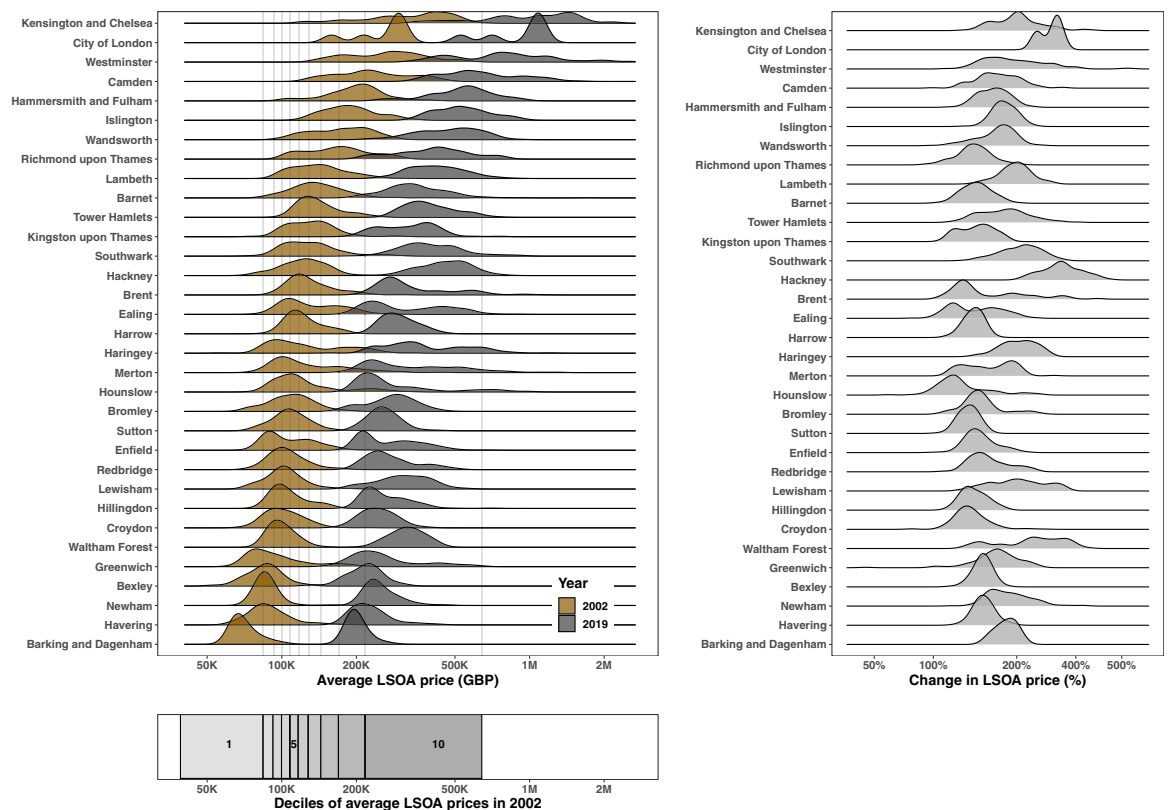 Kensington and Chelsea
City of London
Westminster
Camden
Hammersmith and Fulham
Islington
Wandsworth
Richmond upon Thames
Lambeth
Barnet
Tower Hamlets
Kingston upon Thames
Southwark
Hackney
Brent
Ealing
Harrow
Haringey
Merton
Hounslow
Bromley
Sutton
Enfield
Redbridge
Lewisham
Hillingdon
Croydon
Waltham Forest
Greenwich
Bexley
Newham
Havering
Barking and Dagenham
Year
2002
2019
50K 100K 200K 500K 1M 2M
Average LSOA price (GBP)
Kensington and Chelsea
City of London
Westminster
Camden
Hammersmith and Fulham
Islington
Wandsworth
Richmond upon Thames
Lambeth
Barnet
Tower Hamlets
Kingston upon Thames
Southwark
Hackney
Brent
Ealing
Harrow
Haringey
Merton
Hounslow
Bromley
Sutton
Enfield
Redbridge
Lewisham
Hillingdon
Croydon
Waltham Forest
Greenwich
Bexley
Newham
Havering
Barking and Dagenham
50% 100% 200% 400% 500%
Change in LSOA price (%)
1 5 10
50K 100K 200K 500K 1M 2M
Deciles of average LSOA prices in 2002